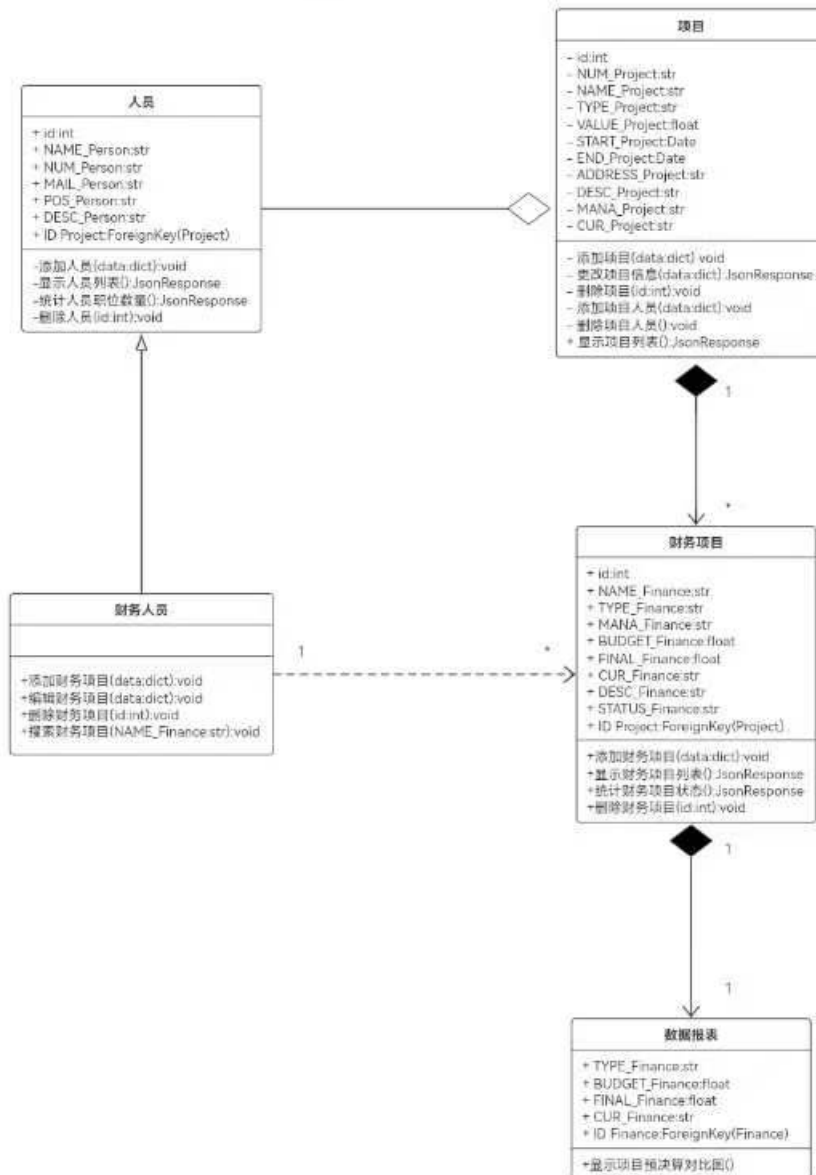 项目
- id:int
- NUM_Project:str
- NAME_Project:str
- TYPE_Project:str
- VALUE_Project:float
- START_Project:Date
- END_Project:Date
- ADDRESS_Project:str
- DESC_Project:str
- MANA_Project:str
- CUR_Project:str
- 添加项目(data:dict):void
- 更改项目信息(data:dict):JsonResponse
- 删除项目(id:int):void
- 添加项目人员(data:dict):void
- 删除项目人员():void
+ 显示项目列表():JsonResponse
人员
+ id:int
+ NAME_Person:str
+ NUM_Person:str
+ MAIL_Person:str
+ POS_Person:str
+ DESC_Person:str
+ ID Project:ForeignKey(Project)
-添加人员(data:dict):void
-显示人员列表():JsonResponse
-统计人员职位数量():JsonResponse
-删除人员(id:int):void
1
*
财务项目
+ id:int
+ NAME_Finance:str
+ TYPE_Finance:str
+ MANA_Finance:str
+ BUDGET_Finance:float
+ FINAL_Finance:float
+ CUR_Finance:str
+ DESC_Finance:str
+ STATUS_Finance:str
+ ID Project:ForeignKey(Project)
+添加财务项目(data:dict):void
+显示财务项目列表():JsonResponse
+统计财务项目状态():JsonResponse
+删除财务项目(id:int):void
财务人员
+添加财务项目(data:dict):void
+编辑财务项目(data:dict):void
+删除财务项目(id:int):void
+搜索财务项目(NAME_Finance:str):void
1
*
1
1
数据报表
+ TYPE_Finance:str
+ BUDGET_Finance:float
+ FINAL_Finance:float
+ CUR_Finance:str
+ ID Finance:ForeignKey(Finance)
+显示项目预决算对比图()